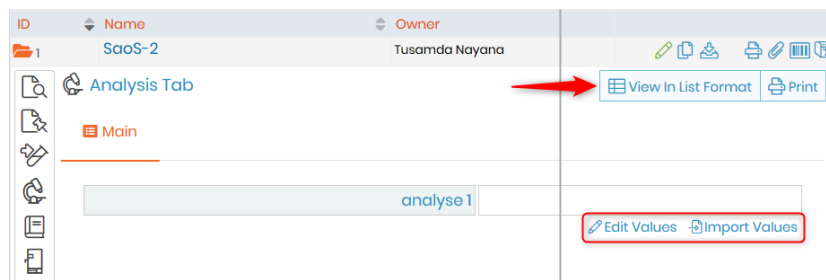 ID Name Owner
1 SaoS-2 Tusamda Nayana
Analysis Tab View In List Format Print
Main
analyse 1
Edit Values Import Values